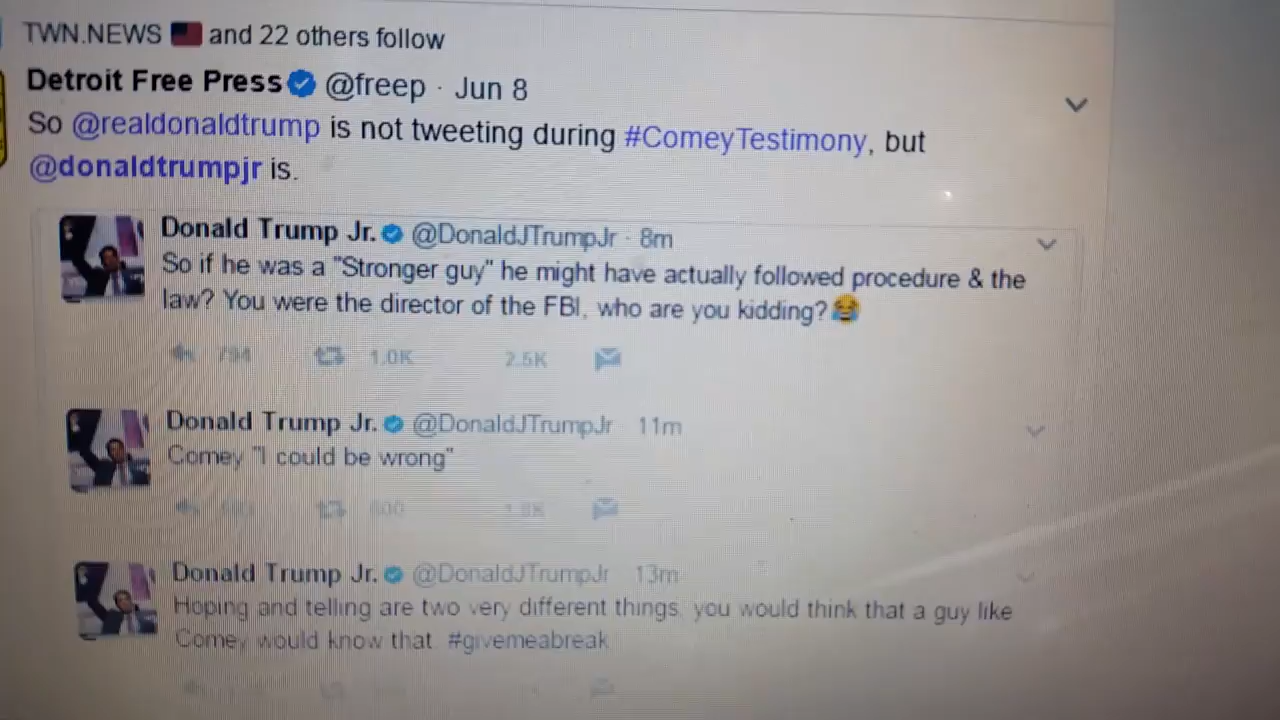 TWN.NEWS 🇺🇸 and 22 others follow
Detroit Free Press @freep · Jun 8
So @realdonaldtrump is not tweeting during #ComeyTestimony, but
@donaldtrumpjr is.
Donald Trump Jr. @DonaldJTrumpJr · 8m
So if he was a "Stronger guy" he might have actually followed procedure & the
law? You were the director of the FBI, who are you kidding?😂
794 1.0K 2.5K
Donald Trump Jr. @DonaldJTrumpJr 11m
Comey "I could be wrong"
600
Donald Trump Jr. @DonaldJTrumpJr 13m
Hoping and telling are two very different things, you would think that a guy like
Comey would know that. #givemeabreak